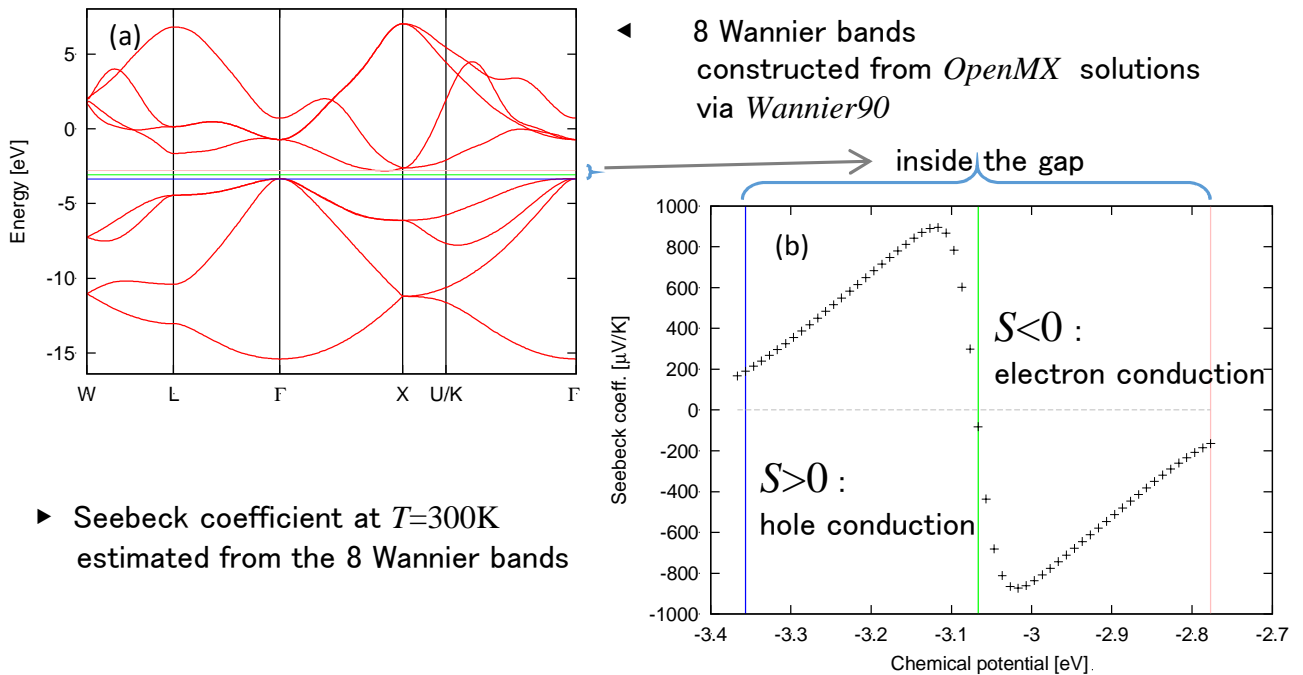 (a)
5
0
-5
-10
-15
Energy [eV]
W
L
Γ
X
U/K
Γ
◀ 8 Wannier bands
constructed from OpenMX solutions
via Wannier90
inside the gap
(b)
1000
800
600
400
200
0
-200
-400
-600
-800
-1000
Seebeck coeff. [μV/K]
S<0 :
electron conduction
S>0 :
hole conduction
-3.4
-3.3
-3.2
-3.1
-3
-2.9
-2.8
-2.7
Chemical potential [eV]
▶ Seebeck coefficient at T=300K
estimated from the 8 Wannier bands